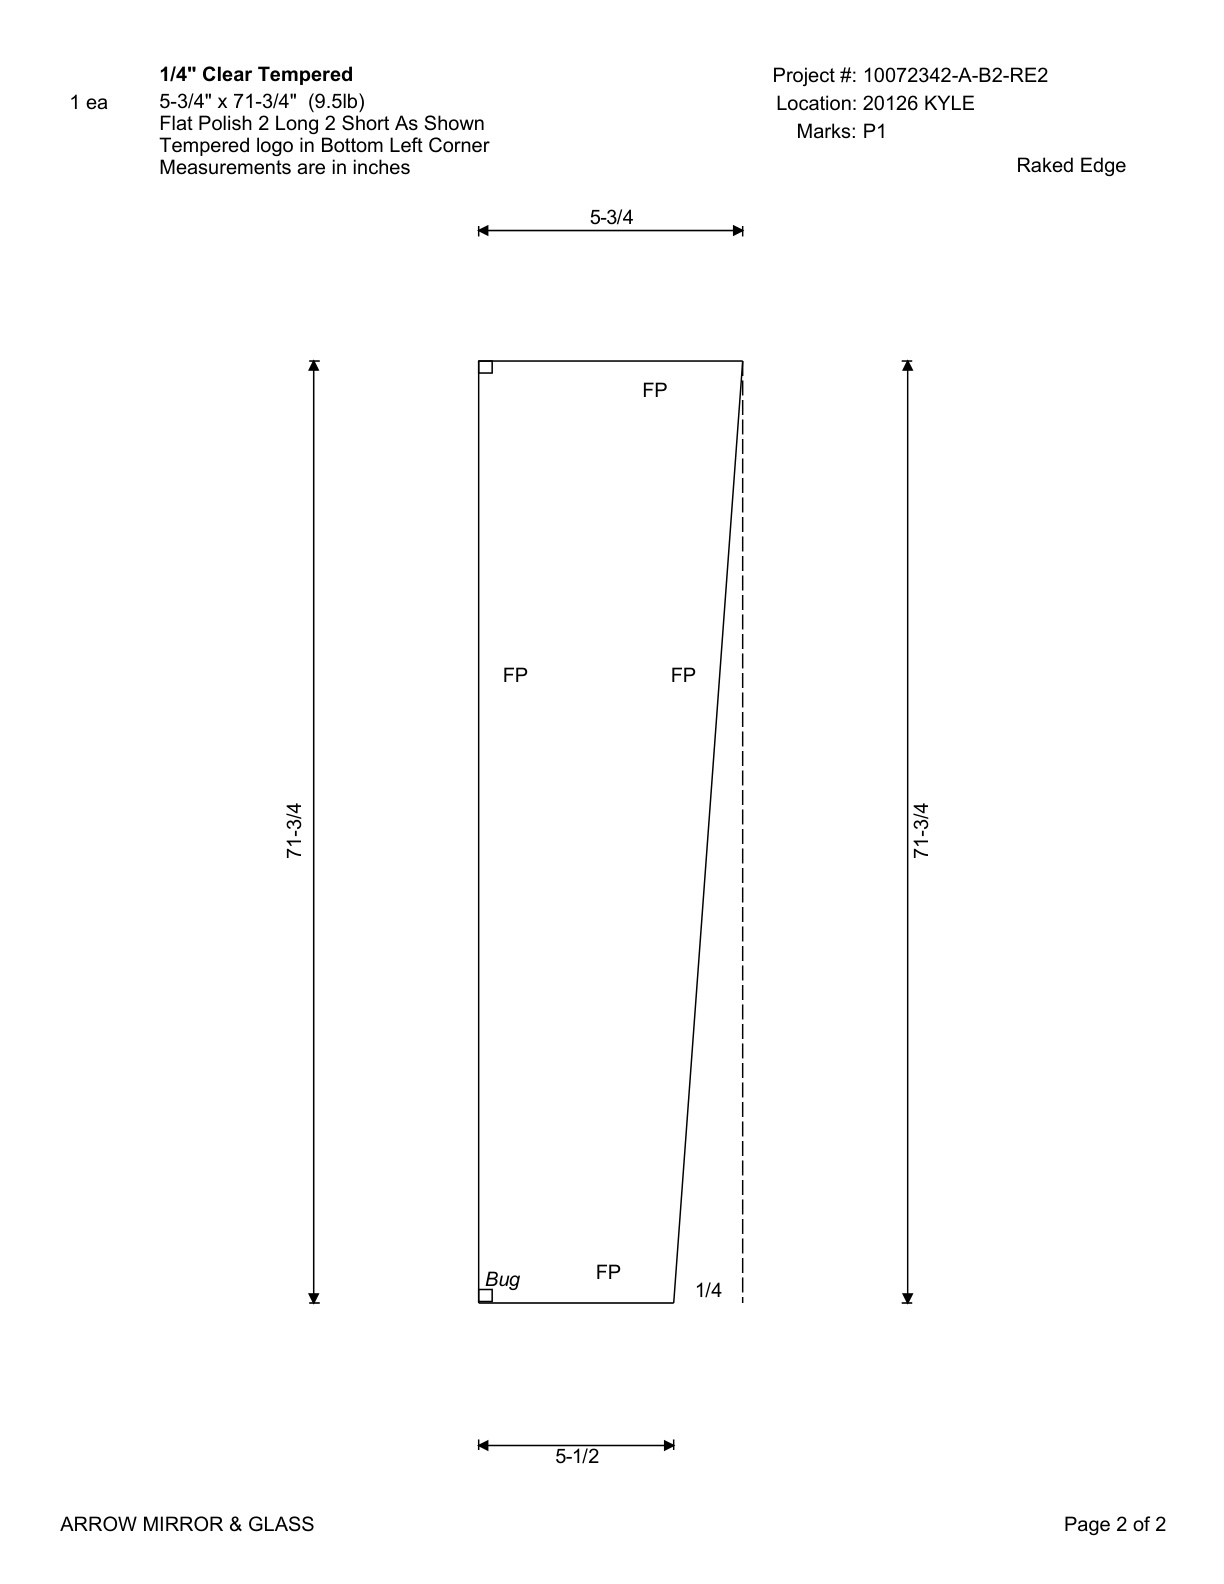 1/4" Clear Tempered
Project #: 10072342-A-B2-RE2
1 ea
5-3/4" x 71-3/4" (9.5lb)
Location: 20126 KYLE
Flat Polish 2 Long 2 Short As Shown
Marks: P1
Tempered logo in Bottom Left Corner
Measurements are in inches
Raked Edge
5-3/4
FP
FP
FP
71-3/4
71-3/4
FP
Bug
1/4
5-1/2
ARROW MIRROR & GLASS
Page 2 of 2